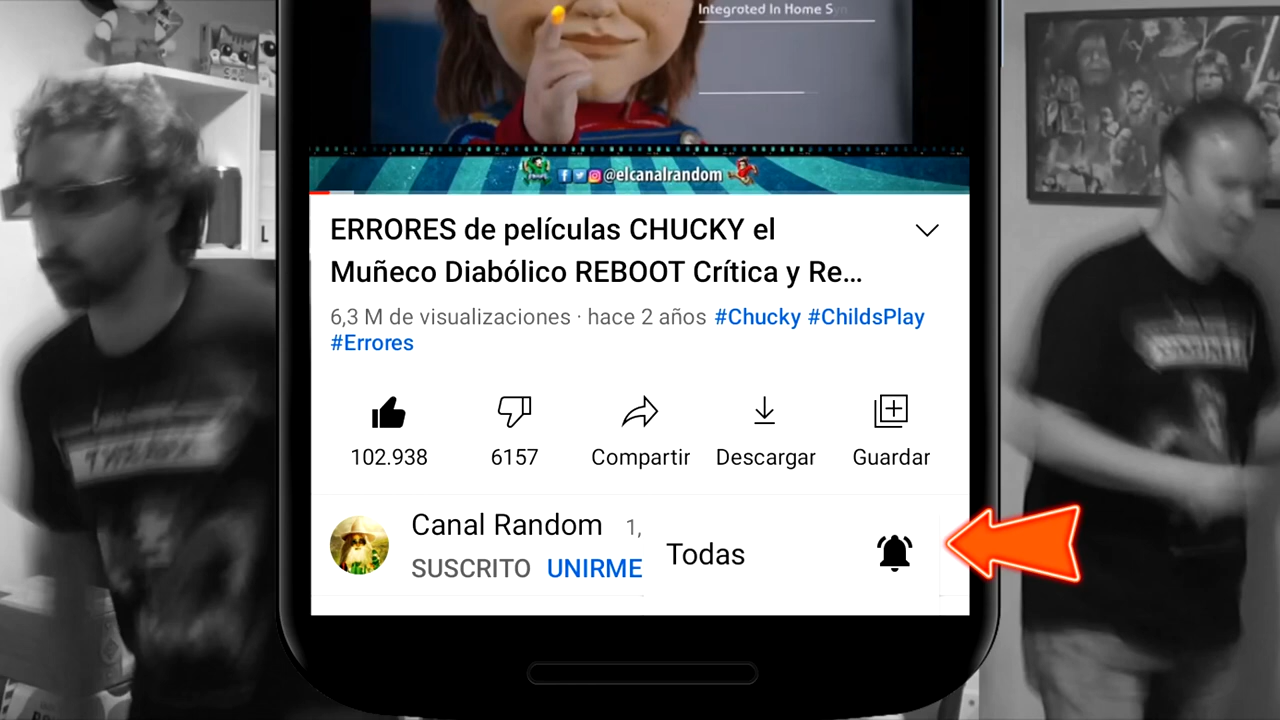 Integrated In Home
@elcanalrandom
ERRORES de películas CHUCKY el
Muñeco Diabólico REBOOT Crítica y Re...
6,3 M de visualizaciones · hace 2 años #Chucky #ChildsPlay
#Errores
102.938
6157
Compartir
Descargar
Guardar
Canal Random 1,
SUSCRITO UNIRME
Todas